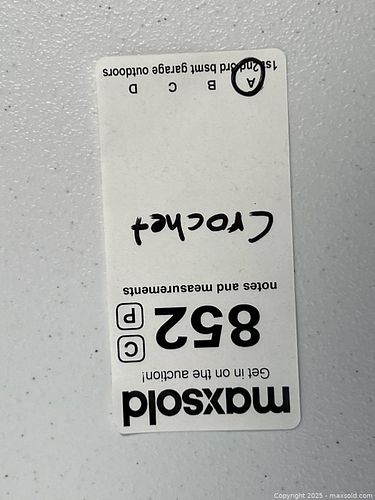 maxsold
Get in on the auction!
852 C P
notes and measurements
Crochet
A B C D
1st 2nd 3rd bsmt garage outdoors
Copyright 2025 - maxsold.com